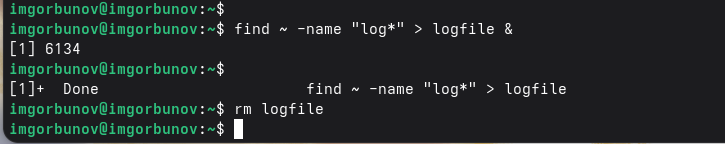 imgorbunov@imgorbunov:~$
imgorbunov@imgorbunov:~$ find ~ -name "log*" > logfile &
[1] 6134
imgorbunov@imgorbunov:~$
[1]+  Done                    find ~ -name "log*" > logfile
imgorbunov@imgorbunov:~$ rm logfile
imgorbunov@imgorbunov:~$